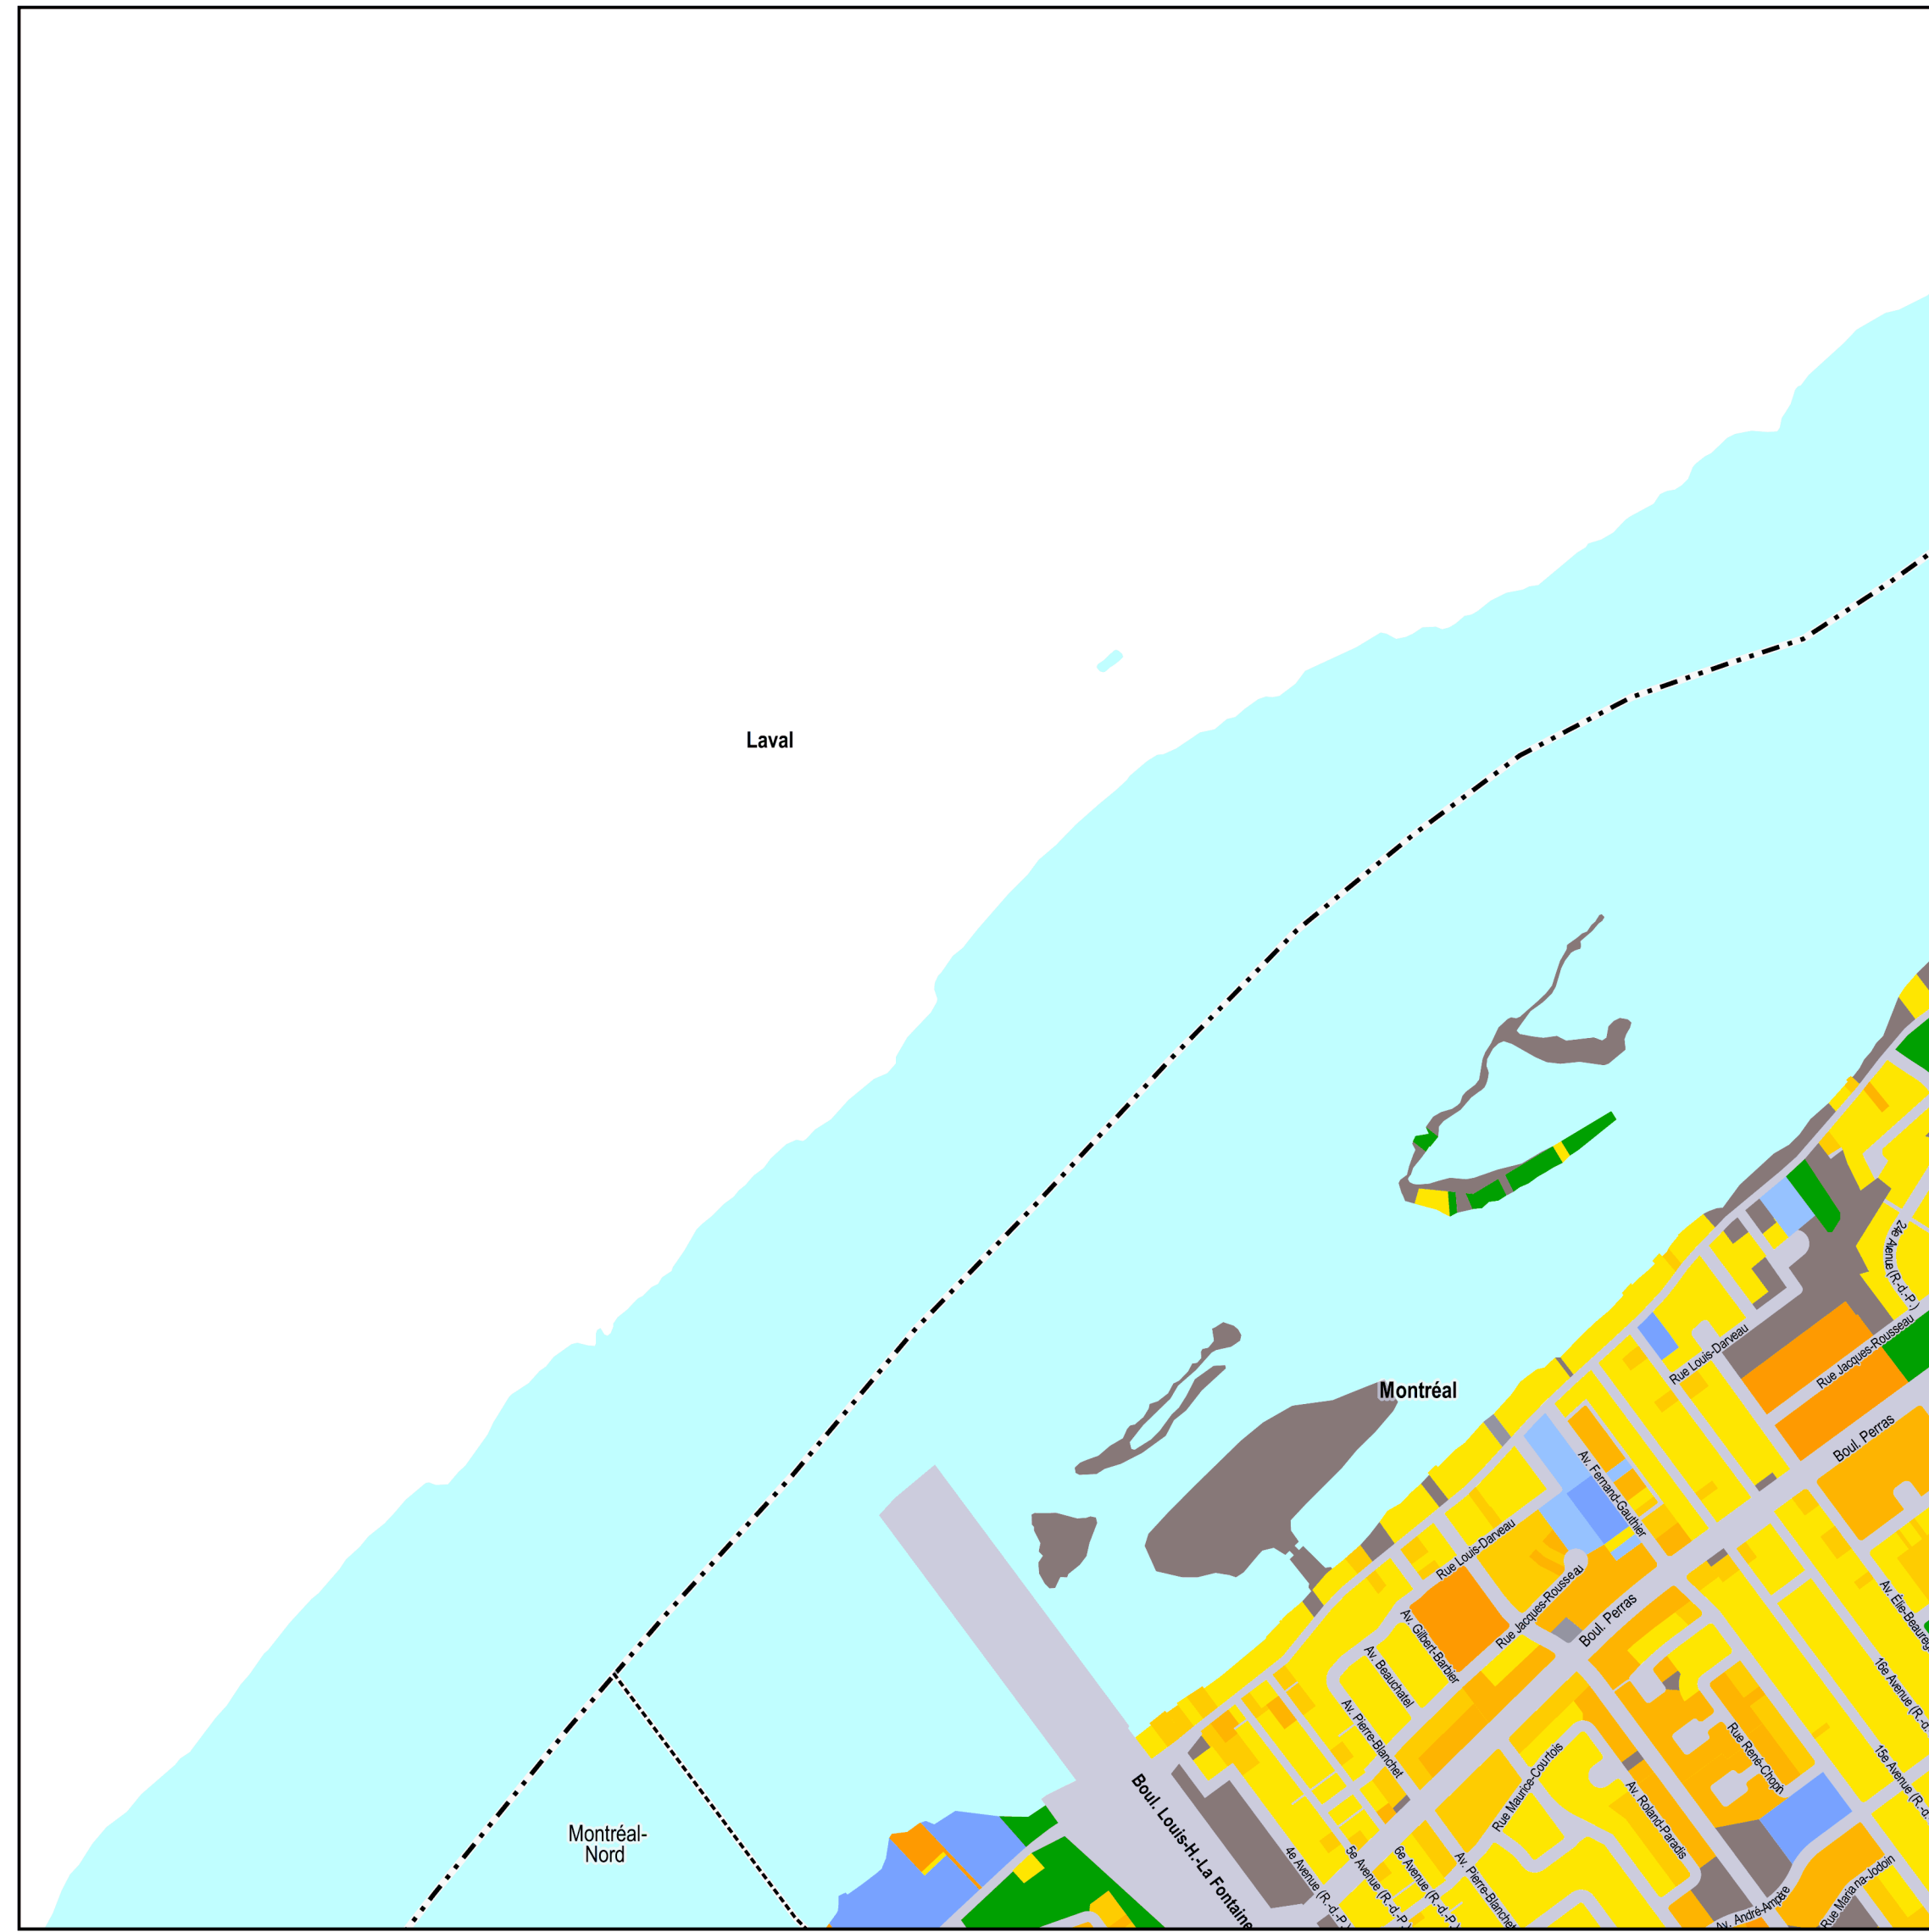 Laval
24e Avenue (R.-d.-P.)
Rue Louis-Darveau
Rue Jacques-Rousseau
Montréal
Boul. Perras
Av. Fernand-Gauthier
Rue Louis-Darveau
Rue Jacques-Rousseau
Av. Gilbert-Barbier
Boul. Perras
Av. Beauchatel
Av. Pierre-Blanchet
Rue Maurice-Courtois
Rue René-Chopin
Av. Roland-Paradis
16e Avenue (R.-d.
15e Avenue (R.-d.
Boul. Louis-H.-La Fontaine
Montréal-
Nord
4e Avenue (R.-d.-P.)
5e Avenue (R.-d.-P.)
6e Avenue (R.-d.-P.)
Av. Pierre-Blanchet
Av. André-Ampère
Rue Mariana-Jodoin